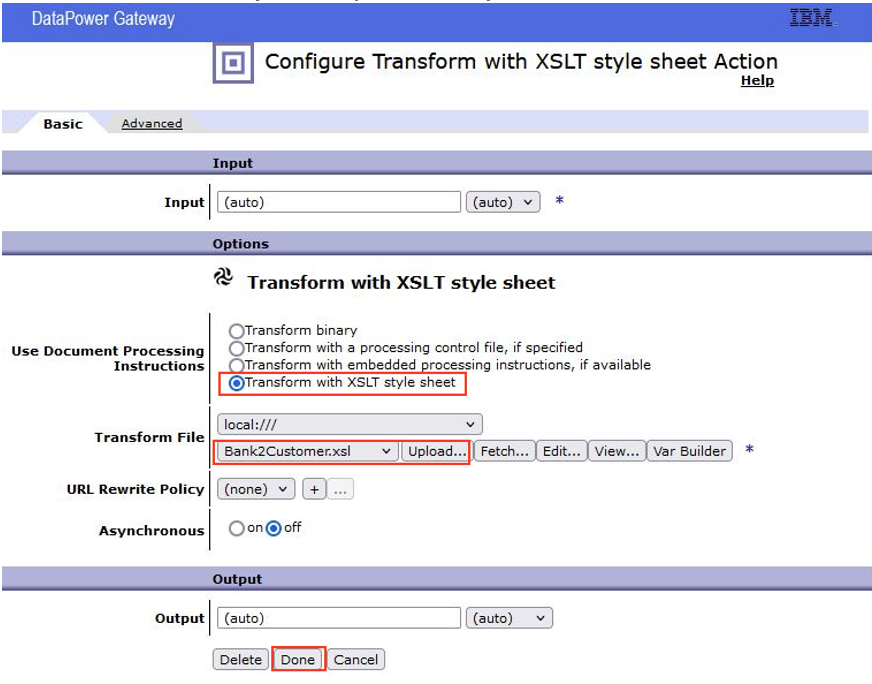 DataPower Gateway
IBM.
Configure Transform with XSLT style sheet Action
Help
Basic
Advanced
Input
Input
(auto)
(auto)
*
Options
Transform with XSLT style sheet
Use Document Processing
Instructions
Transform binary
Transform with a processing control file, if specified
Transform with embedded processing instructions, if available
Transform with XSLT style sheet
Transform File
local:///
Bank2Customer.xsl
Upload...
Fetch...
Edit...
View...
Var Builder
*
URL Rewrite Policy
(none)
+
...
Asynchronous
on
off
Output
Output
(auto)
(auto)
Delete
Done
Cancel